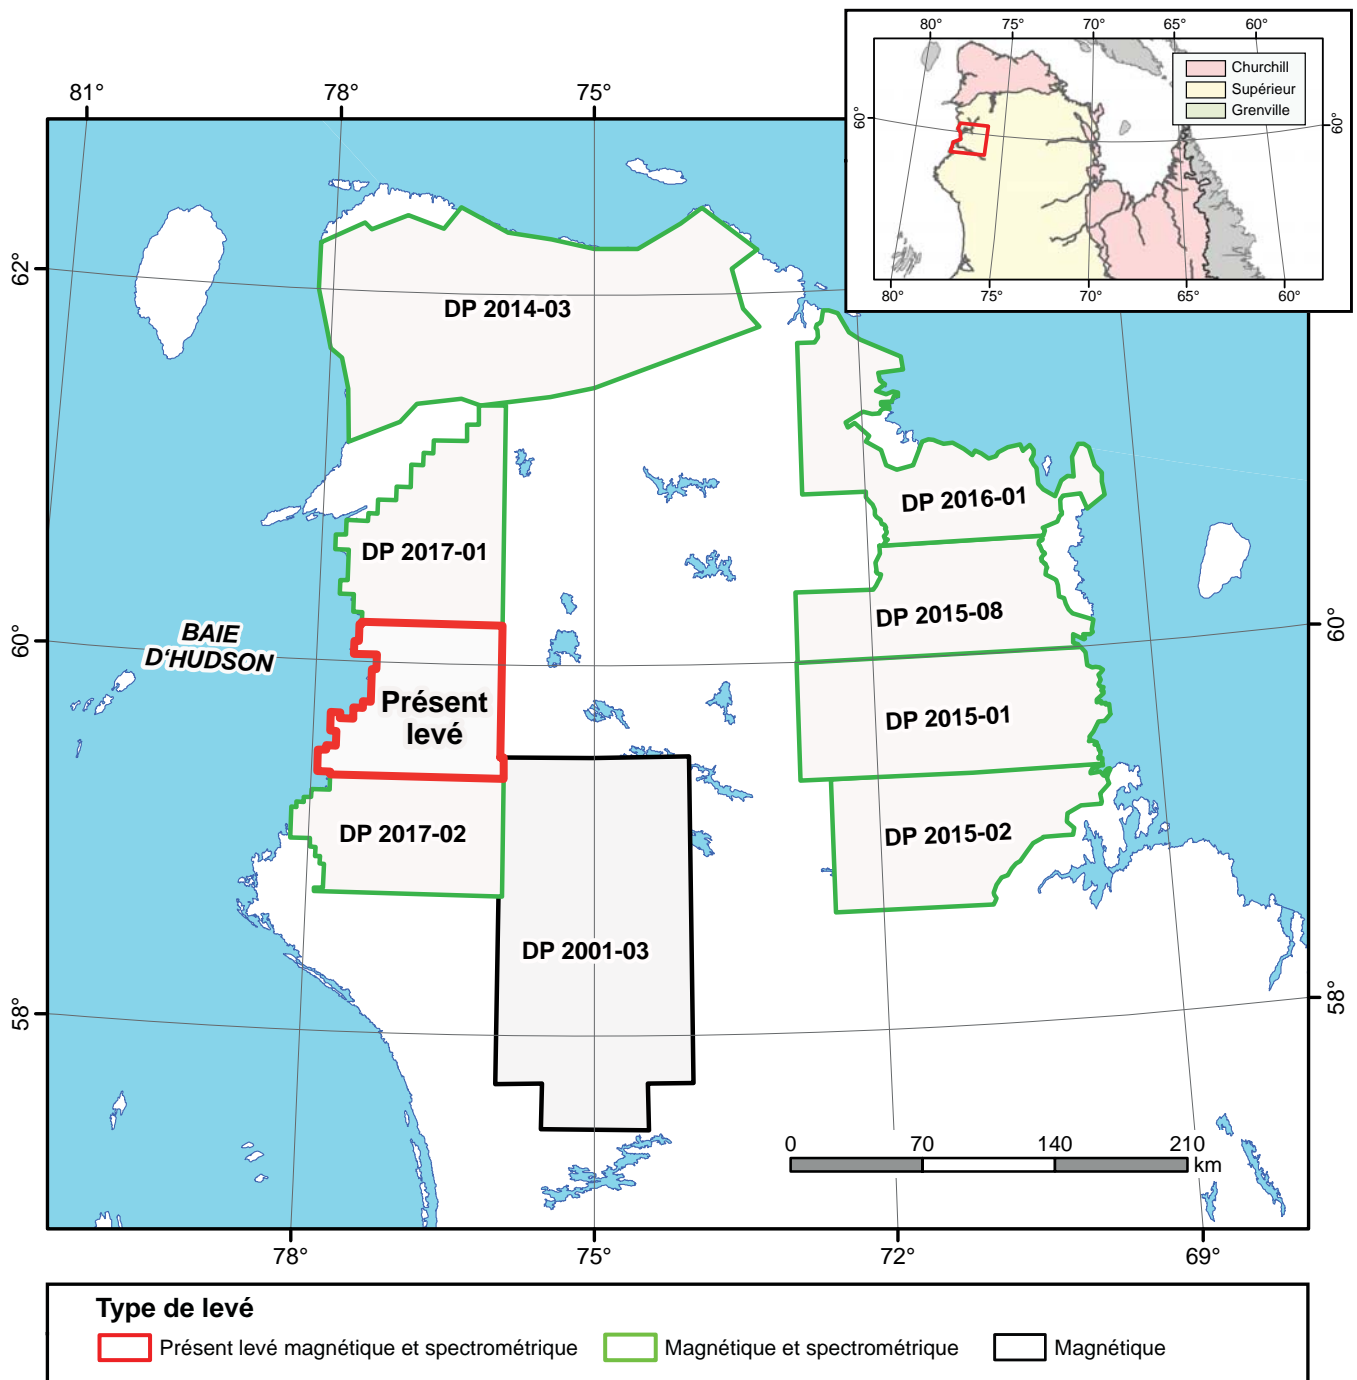 80°
75°
70°
65°
60°
Churchill
Supérieur
Grenville
60°
60°
80°
75°
70°
65°
60°
81°
78°
75°
62°
DP 2014-03
DP 2016-01
DP 2017-01
DP 2015-08
60°
60°
BAIE
D'HUDSON
Présent
levé
DP 2015-01
DP 2017-02
DP 2015-02
DP 2001-03
58°
58°
0
70
140
210
km
78°
75°
72°
69°
Type de levé
Présent levé magnétique et spectrométrique
Magnétique et spectrométrique
Magnétique